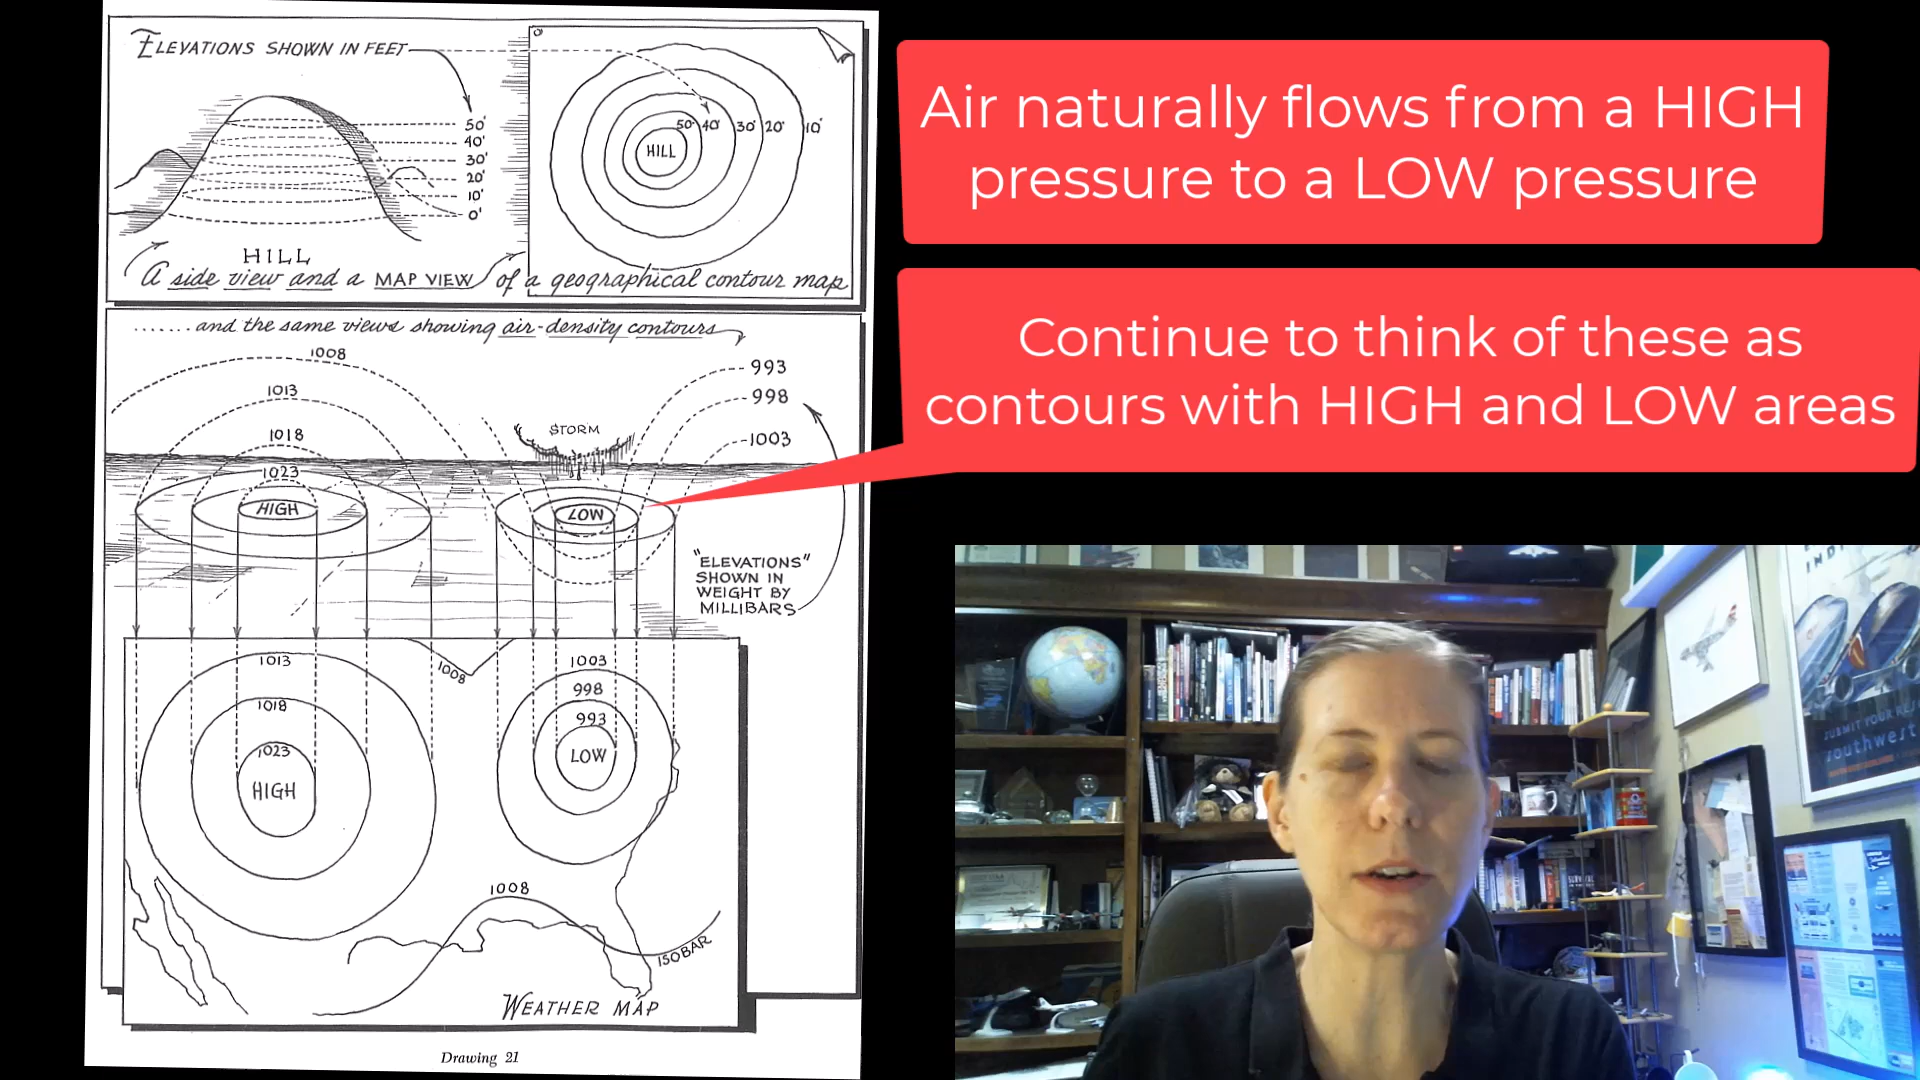 ELEVATIONS SHOWN IN FEET
50'
40'
30'
20'
10'
0'
HILL
50' 40' 30' 20' 10'
HILL
A side view and a MAP VIEW of a geographical contour map
....... and the same views showing air-density contours
1008
1013
1018
1023
HIGH
993
998
1003
STORM
LOW
"ELEVATIONS"
SHOWN IN
WEIGHT BY
MILLIBARS
1013
1018
1023
HIGH
1008
1003
998
993
LOW
1008
ISOBAR
WEATHER MAP
Drawing 21
Air naturally flows from a HIGH
pressure to a LOW pressure
Continue to think of these as
contours with HIGH and LOW areas
SUBMIT YOUR RES
southwest